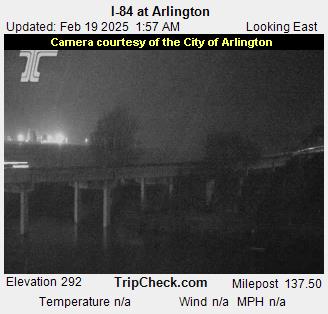 I-84 at Arlington
Updated: Feb 19 2025 1:57 AM Looking East
Camera courtesy of the City of Arlington
Elevation 292 TripCheck.com Milepost 137.50
Temperature n/a Wind n/a MPH n/a